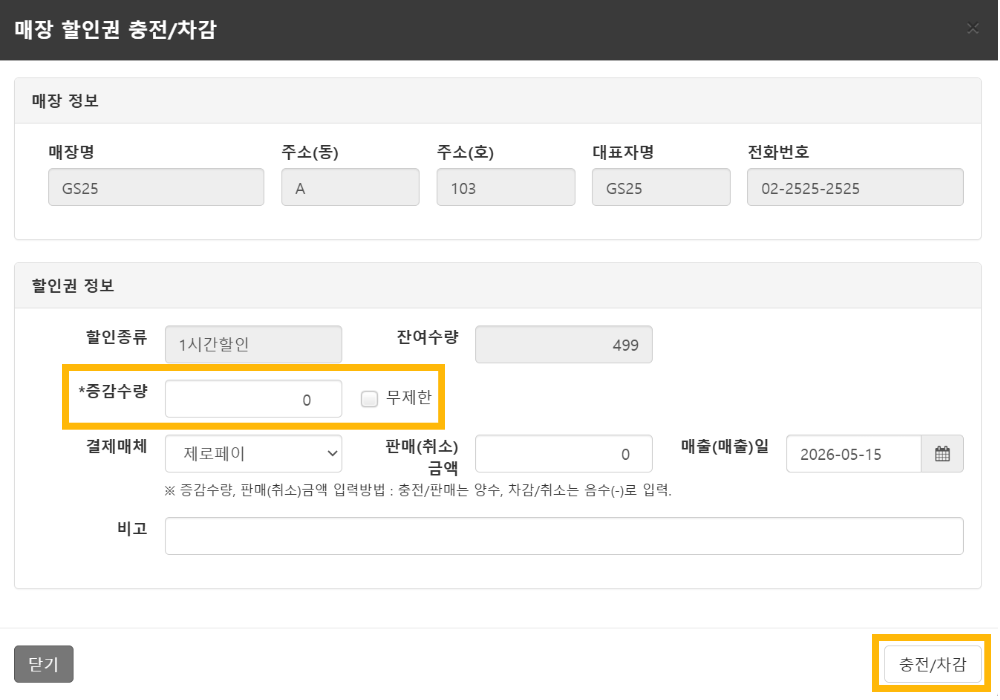 매장 할인권 충전/차감
×
매장 정보
매장명 주소(동) 주소(호) 대표자명 전화번호
GS25 A 103 GS25 02-2525-2525
할인권 정보
할인종류 1시간할인 잔여수량 499
*증감수량 0 무제한
결제매체 제로페이 판매(취소) 금액 0 매출(매출)일 2026-05-15
※ 증감수량, 판매(취소)금액 입력방법 : 충전/판매는 양수, 차감/취소는 음수(-)로 입력.
비고
닫기 충전/차감